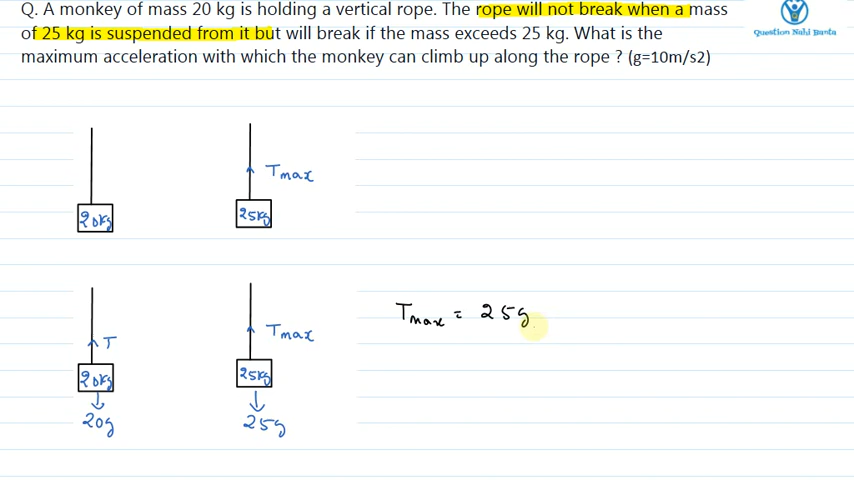 Q. A monkey of mass 20 kg is holding a vertical rope. The rope will not break when a mass
of 25 kg is suspended from it but will break if the mass exceeds 25 kg. What is the
maximum acceleration with which the monkey can climb up along the rope ? (g=10m/s2)
Question Nahi Banta
Tmax
20kg
25kg
T
Tmax
Tmax = 25g
20kg
25kg
20g
25g